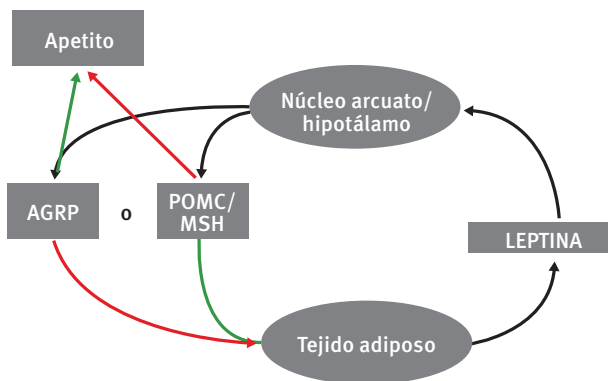 Apetito
Núcleo arcuato/
hipotálamo
AGRP
o
POMC/
MSH
LEPTINA
Tejido adiposo